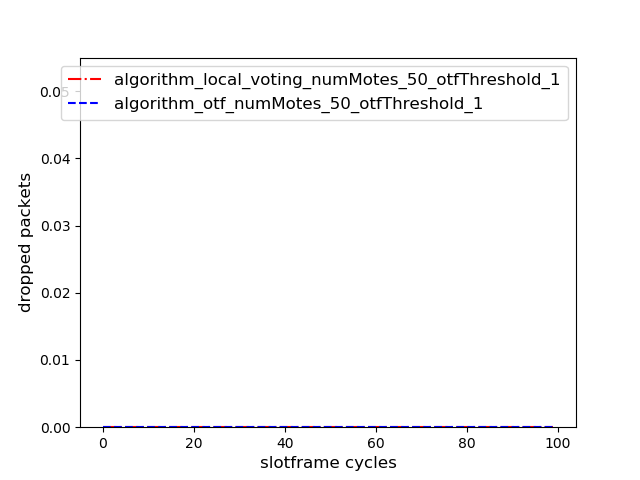 algorithm_local_voting_numMotes_50_otfThreshold_1
algorithm_otf_numMotes_50_otfThreshold_1
0.05
0.04
0.03
0.02
0.01
0.00
dropped packets
0 20 40 60 80 100
slotframe cycles